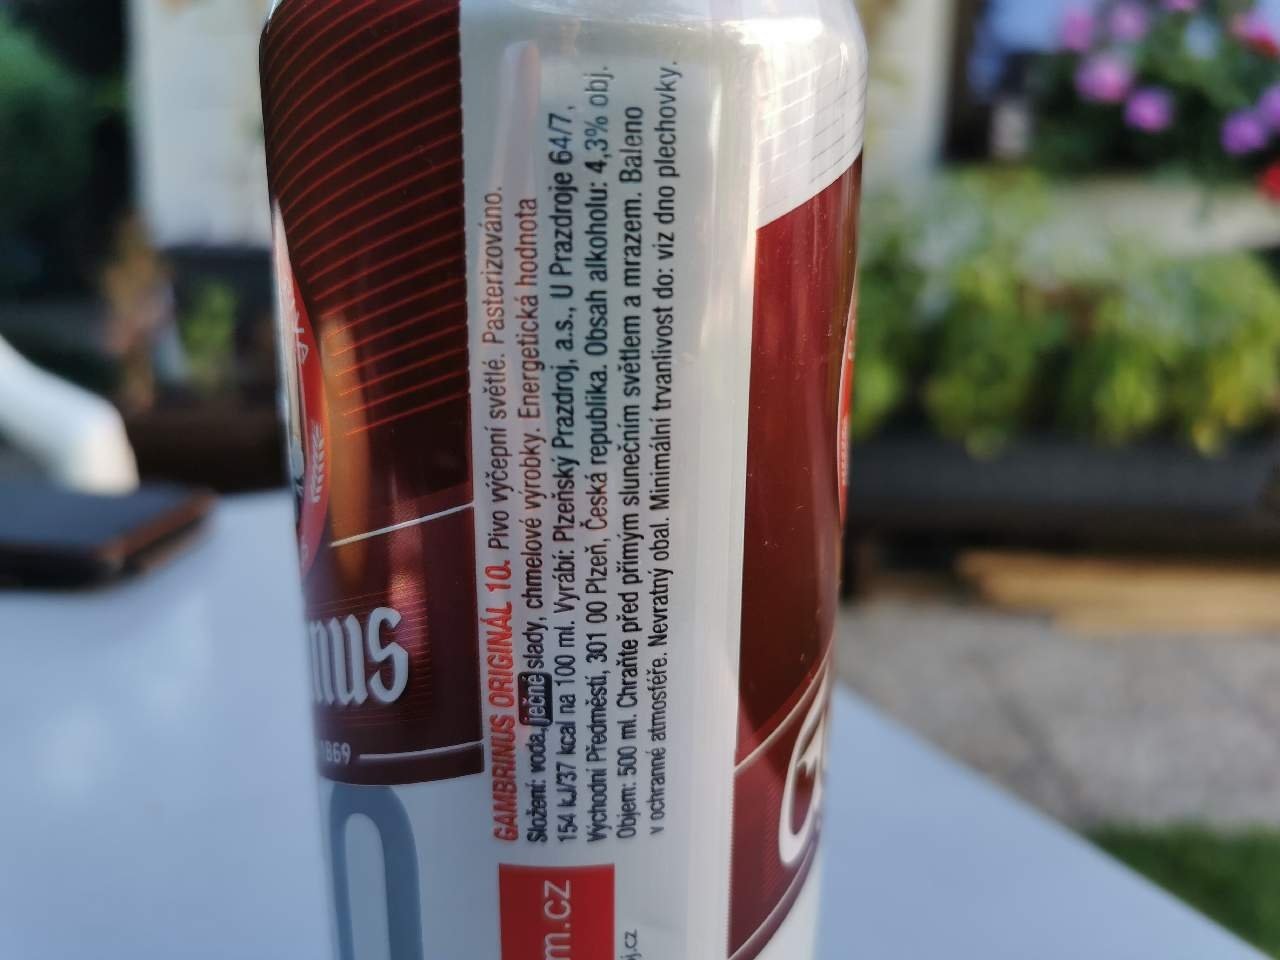 GAMBRINUS ORIGINÁL 10. Pivo výčepní světlé. Pasterizováno.
Složení: voda, ječné slady, chmelové výrobky. Energetická hodnota
154 kJ/37 kcal na 100 ml. Vyrábí: Plzeňský Prazdroj, a.s., U Prazdroje 64/7,
Východní Předměstí, 301 00 Plzeň, Česká republika. Obsah alkoholu: 4,3% obj.
Objem: 500 ml. Chraňte před přímým slunečním světlem a mrazem. Baleno
v ochranné atmosféře. Nevratný obal. Minimální trvanlivost do: viz dno plechovky.
nus
1869
m.cz
j.cz